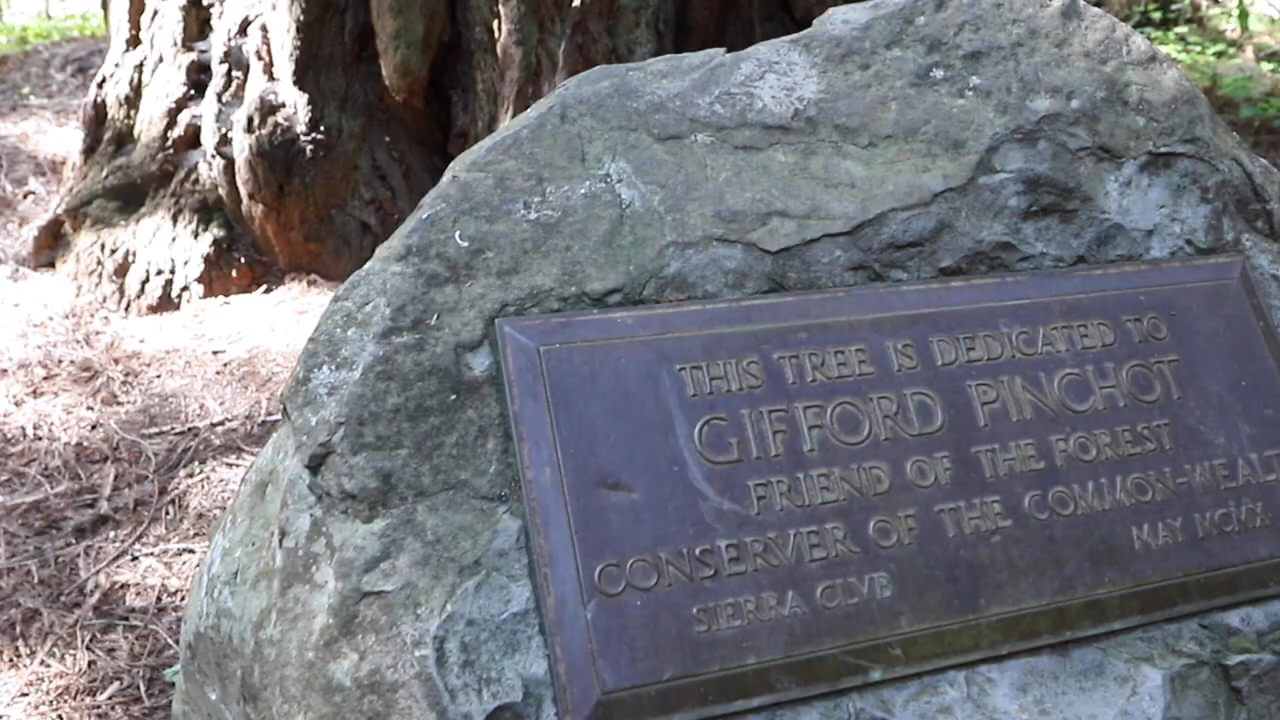 THIS TREE IS DEDICATED TO
GIFFORD PINCHOT
FRIEND OF THE FOREST
CONSERVER OF THE COMMON-WEALT
MAY MCMX
SIERRA CLVB